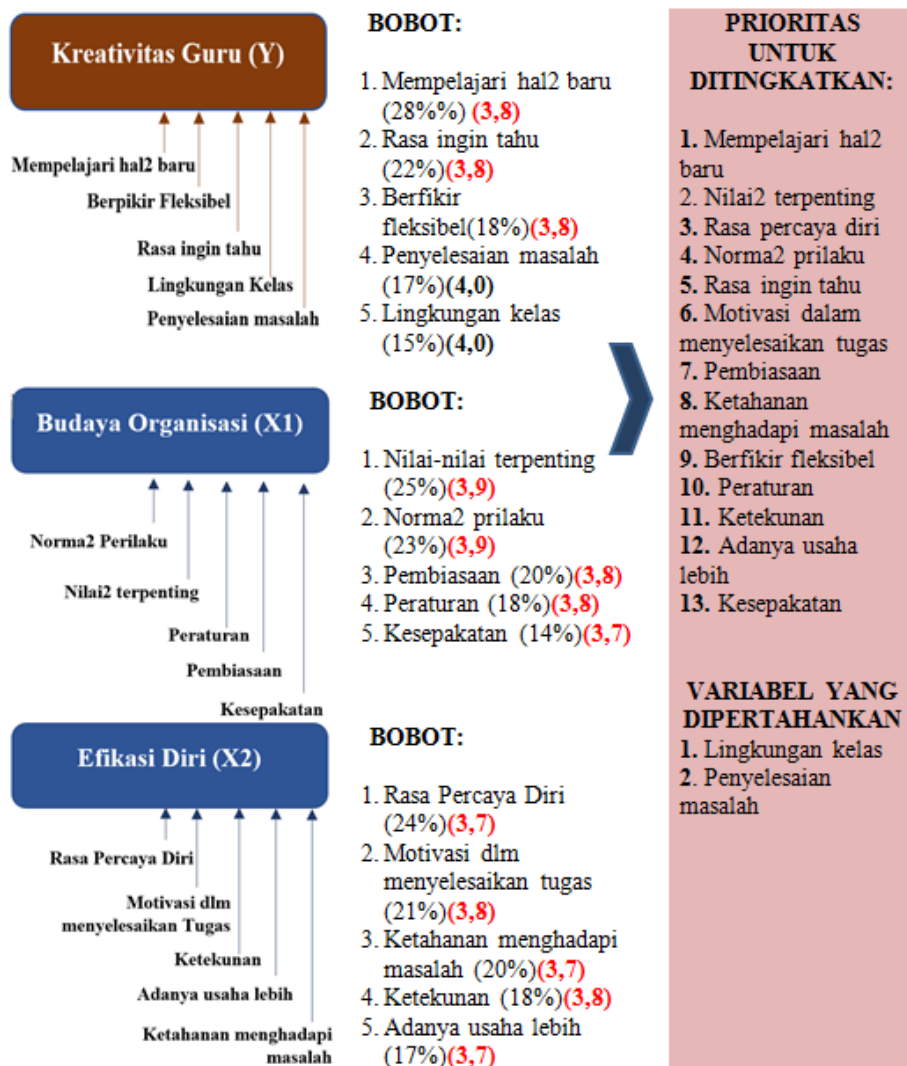 Kreativitas Guru (Y)
Mempelajari hal2 baru
Berpikir Fleksibel
Rasa ingin tahu
Lingkungan Kelas
Penyelesaian masalah
BOBOT:
1. Mempelajari hal2 baru
(28%%) (3,8)
2. Rasa ingin tahu
(22%)(3,8)
3. Berfikir
fleksibel(18%)(3,8)
4. Penyelesaian masalah
(17%)(4,0)
5. Lingkungan kelas
(15%)(4,0)
Budaya Organisasi (X1)
Norma2 Perilaku
Nilai2 terpenting
Peraturan
Pembiasaan
Kesepakatan
BOBOT:
1. Nilai-nilai terpenting
(25%)(3,9)
2. Norma2 prilaku
(23%)(3,9)
3. Pembiasaan (20%)(3,8)
4. Peraturan (18%)(3,8)
5. Kesepakatan (14%)(3,7)
Efikasi Diri (X2)
Rasa Percaya Diri
Motivasi dlm
menyelesaikan Tugas
Ketekunan
Adanya usaha lebih
Ketahanan menghadapi
masalah
BOBOT:
1. Rasa Percaya Diri
(24%)(3,7)
2. Motivasi dlm
menyelesaikan tugas
(21%)(3,8)
3. Ketahanan menghadapi
masalah (20%)(3,7)
4. Ketekunan (18%)(3,8)
5. Adanya usaha lebih
(17%)(3,7)
PRIORITAS
UNTUK
DITINGKATKAN:
1. Mempelajari hal2
baru
2. Nilai2 terpenting
3. Rasa percaya diri
4. Norma2 prilaku
5. Rasa ingin tahu
6. Motivasi dalam
menyelesaikan tugas
7. Pembiasaan
8. Ketahanan
menghadapi masalah
9. Berfikir fleksibel
10. Peraturan
11. Ketekunan
12. Adanya usaha
lebih
13. Kesepakatan
VARIABEL YANG
DIPERTAHANKAN
1. Lingkungan kelas
2. Penyelesaian
masalah